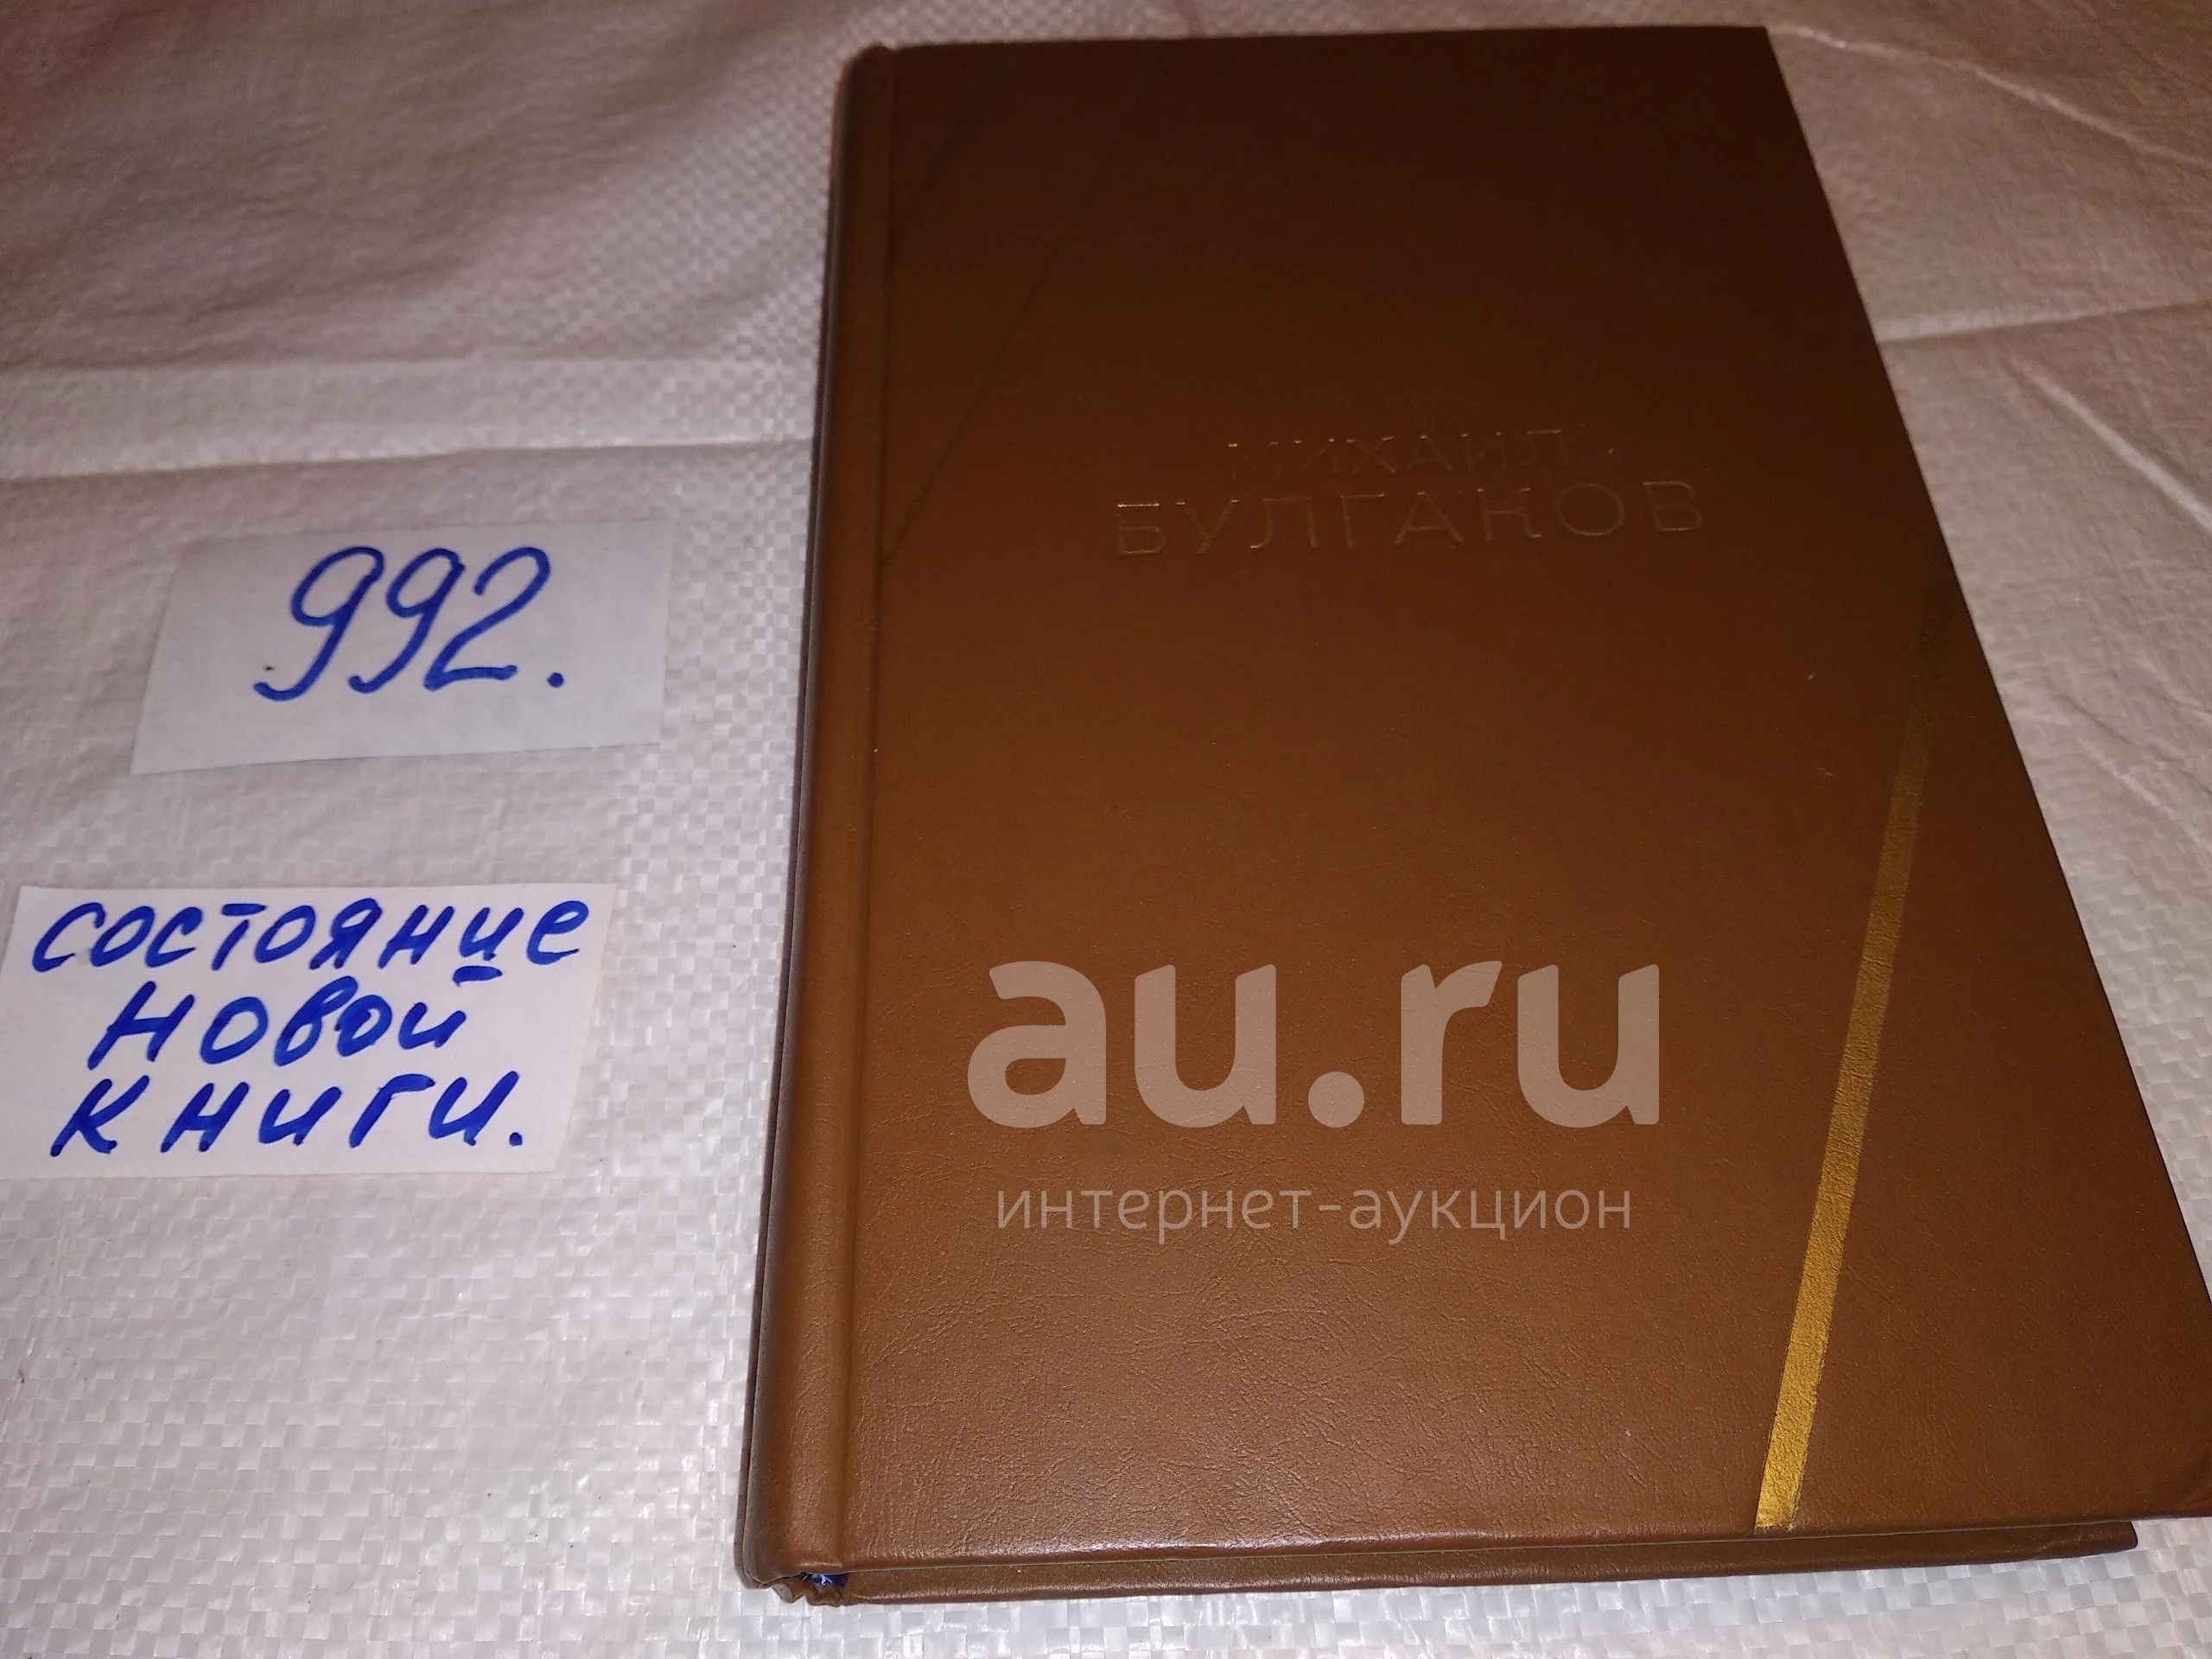 МИХАИЛ
БУЛГАКОВ
992.
состояние
новой
книги.
au.ru
интернет-аукцион